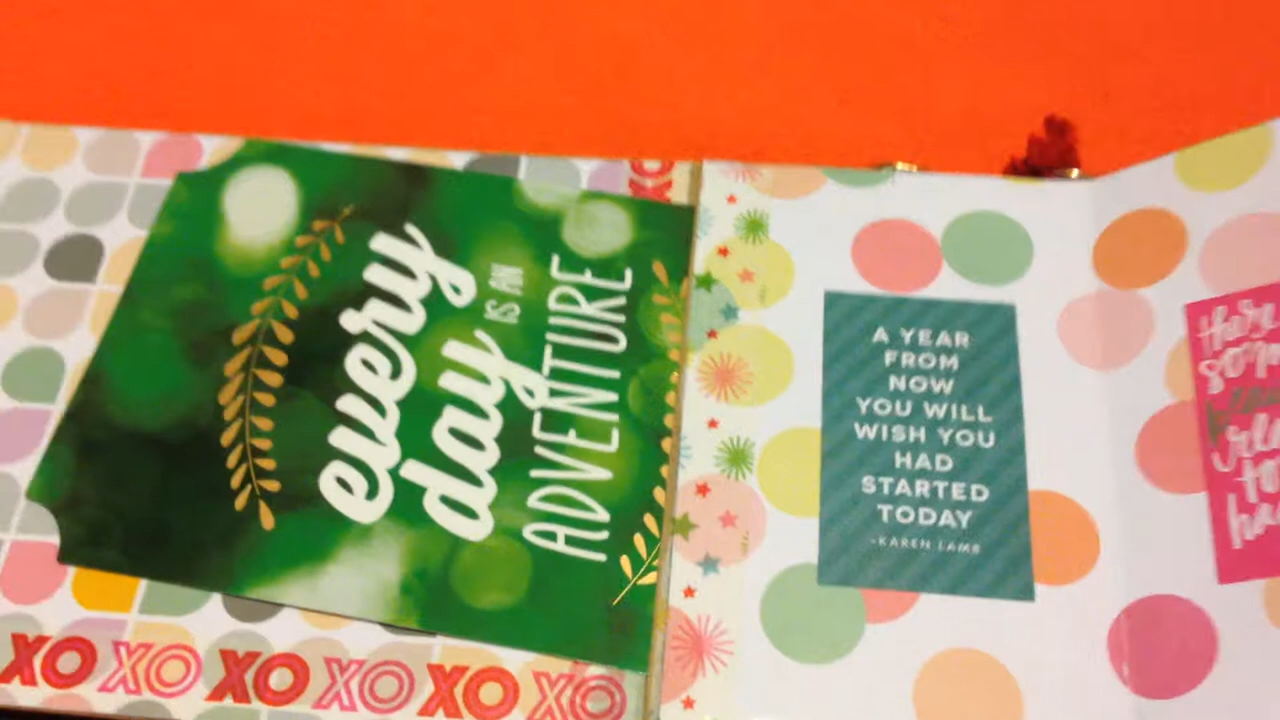 every
day IS AN
ADVENTURE
XO XO XO XO XO XO
XO
A YEAR
FROM
NOW
YOU WILL
WISH YOU
HAD
STARTED
TODAY
-KAREN LAMB